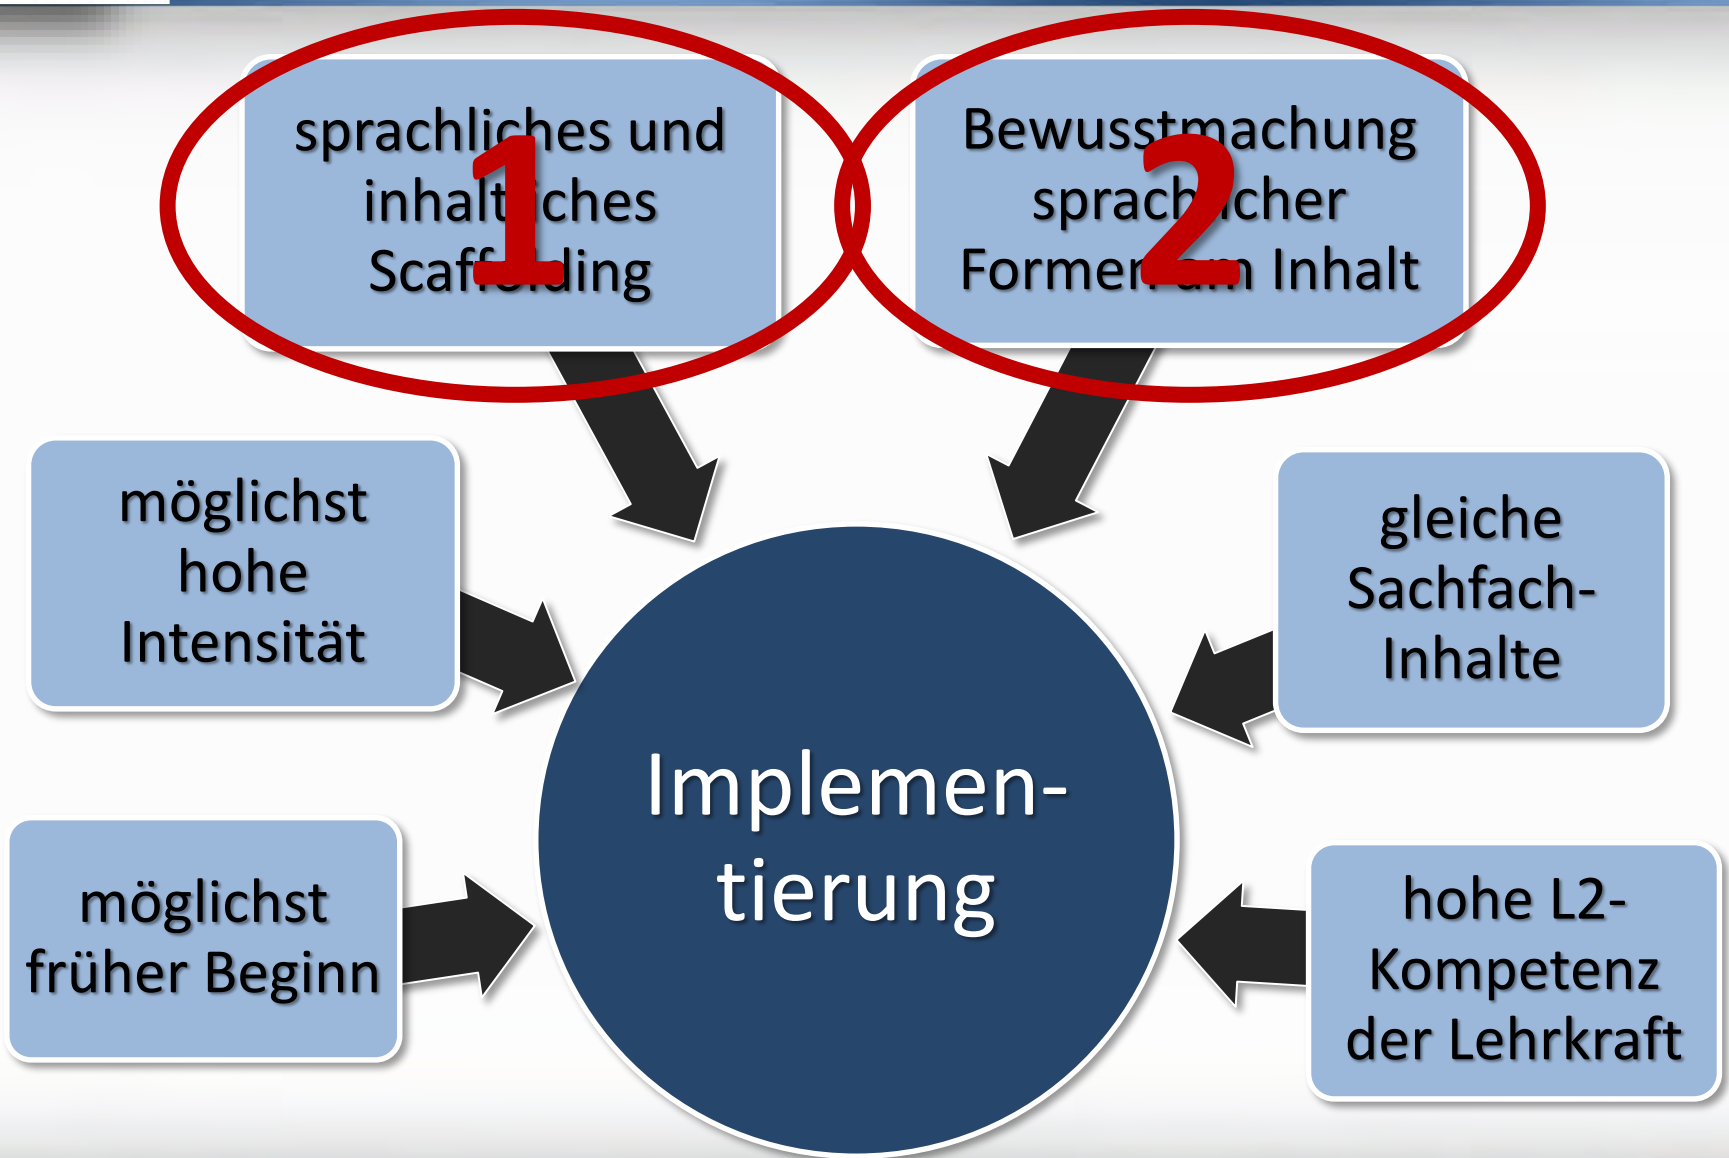 sprachliches und
inhaltliches
Scaffolding
1
Bewusstmachung
sprachlicher
Formen am Inhalt
2
möglichst
hohe
Intensität
gleiche
Sachfach-
Inhalte
Implemen-
tierung
möglichst
früher Beginn
hohe L2-
Kompetenz
der Lehrkraft